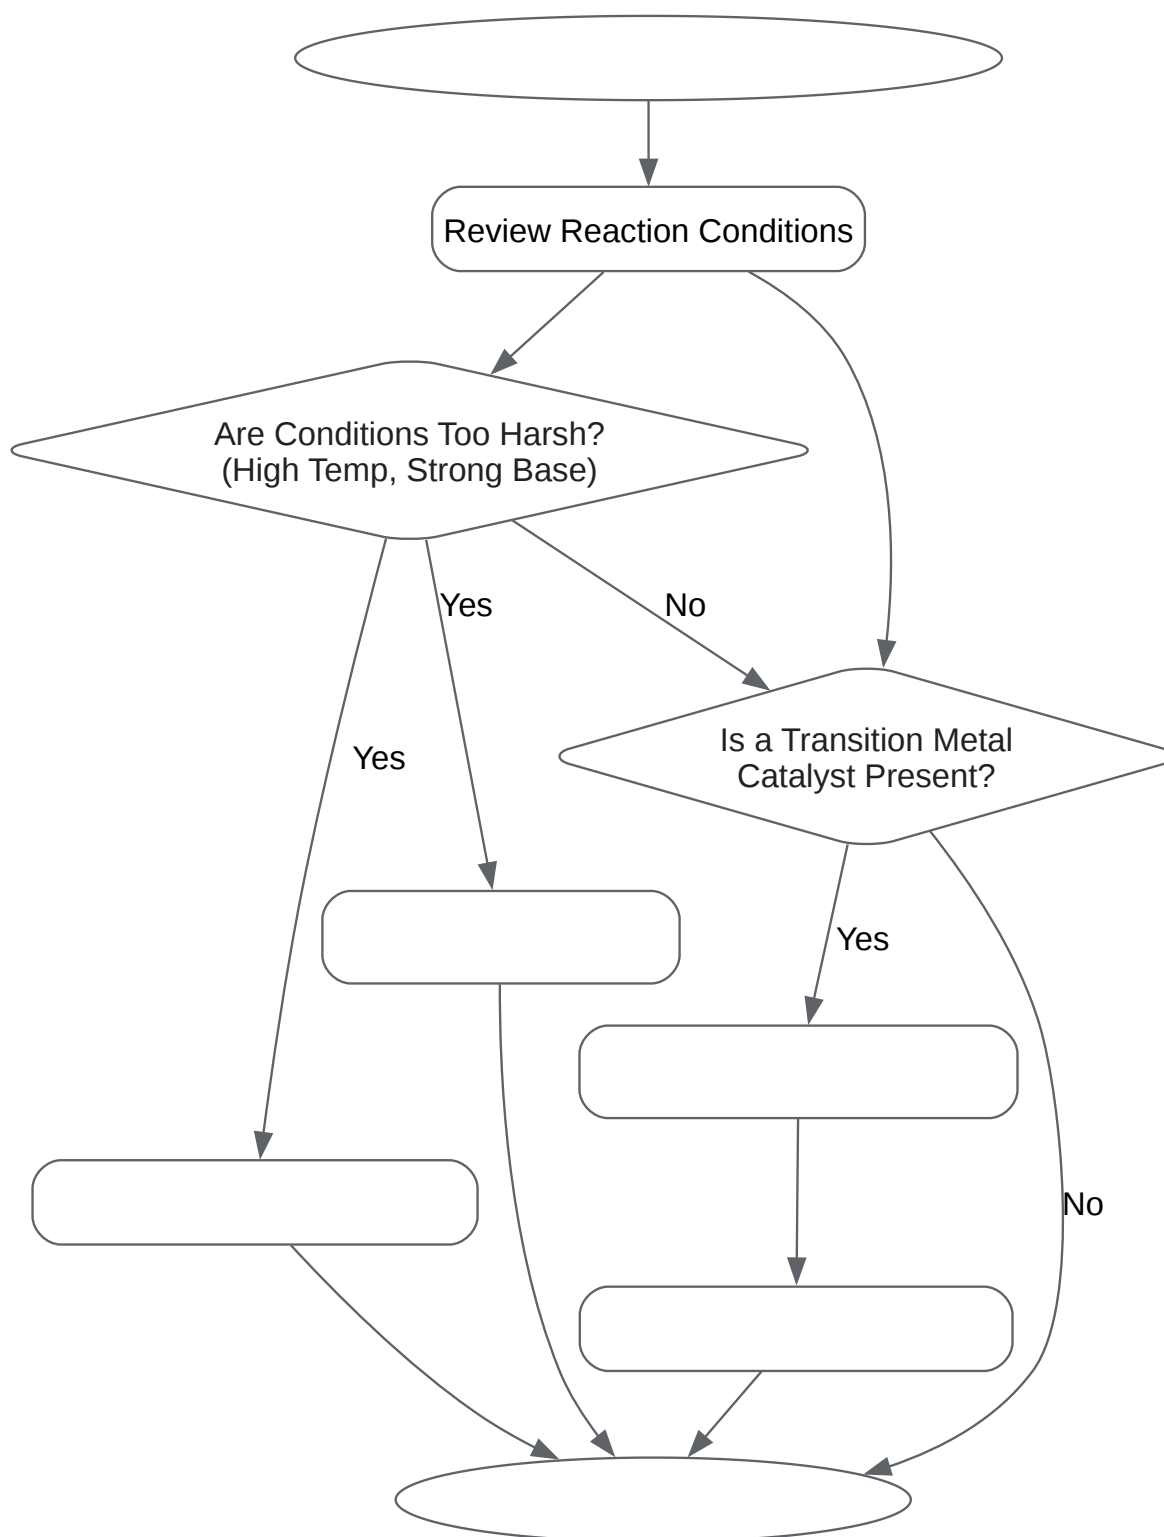 Review Reaction Conditions
Are Conditions Too Harsh?
(High Temp, Strong Base)
Yes
No
Is a Transition Metal
Catalyst Present?
Yes
Yes
No